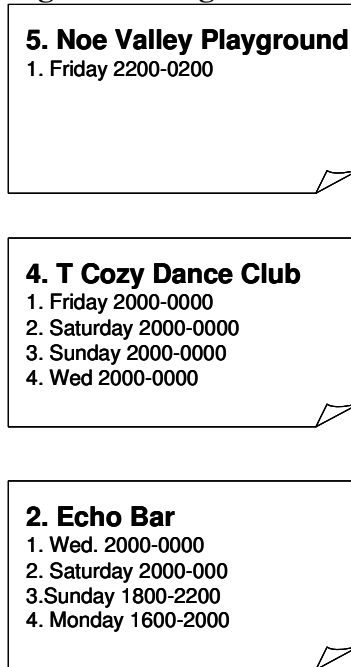 5. Noe Valley Playground
1. Friday 2200-0200
4. T Cozy Dance Club
1. Friday 2000-0000
2. Saturday 2000-0000
3. Sunday 2000-0000
4. Wed 2000-0000
2. Echo Bar
1. Wed. 2000-0000
2. Saturday 2000-000
3.Sunday 1800-2200
4. Monday 1600-2000